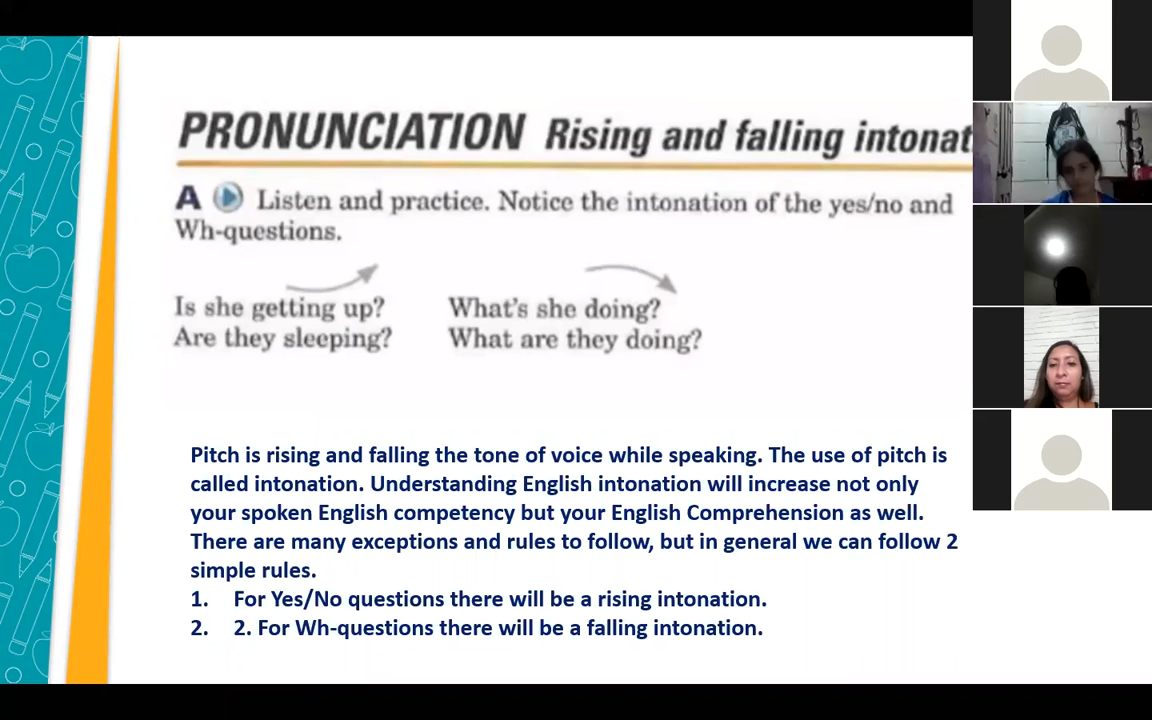 PRONUNCIATION Rising and falling intonat
A Listen and practice. Notice the intonation of the yes/no and
Wh-questions.
Is she getting up? What's she doing?
Are they sleeping? What are they doing?
Pitch is rising and falling the tone of voice while speaking. The use of pitch is
called intonation. Understanding English intonation will increase not only
your spoken English competency but your English Comprehension as well.
There are many exceptions and rules to follow, but in general we can follow 2
simple rules.
1. For Yes/No questions there will be a rising intonation.
2. 2. For Wh-questions there will be a falling intonation.